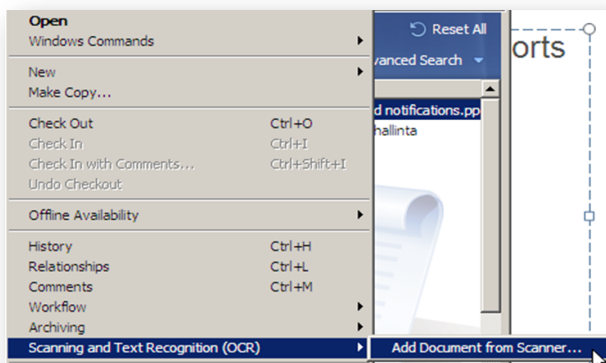 Open
Windows Commands
New
Make Copy...
Check Out Ctrl+O
Check In Ctrl+I
Check In with Comments... Ctrl+Shift+I
Undo Checkout
Offline Availability
History Ctrl+H
Relationships Ctrl+L
Comments Ctrl+M
Workflow
Archiving
Scanning and Text Recognition (OCR)
Add Document from Scanner...
Reset All
vanced Search
d notifications.pp
hallinta
orts